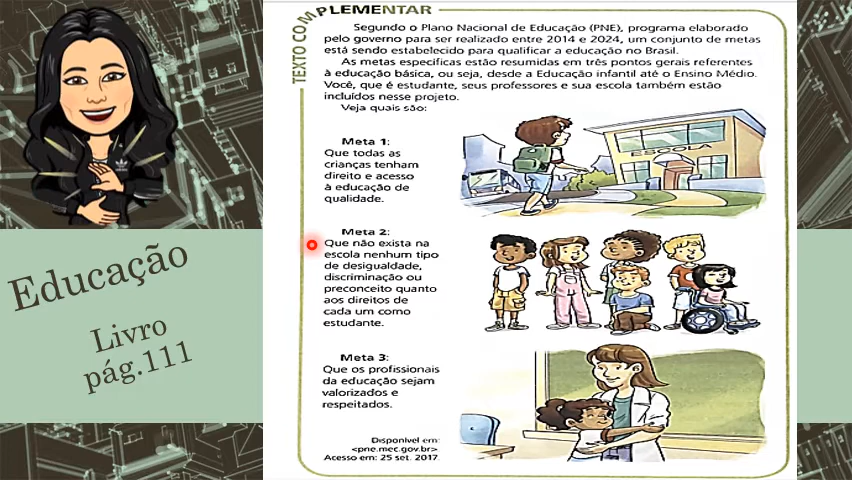 TEXTO COMPLEMENTAR
Segundo o Plano Nacional de Educação (PNE), programa elaborado
pelo governo para ser realizado entre 2014 e 2024, um conjunto de metas
está sendo estabelecido para qualificar a educação no Brasil.
As metas específicas estão resumidas em três pontos gerais referentes
à educação básica, ou seja, desde a Educação infantil até o Ensino Médio.
Você, que é estudante, seus professores e sua escola também estão
incluídos nesse projeto.
Veja quais são:
Meta 1:
Que todas as
crianças tenham
direito e acesso
à educação de
qualidade.
ESCOLA
Meta 2:
Que não exista na
escola nenhum tipo
de desigualdade,
discriminação ou
preconceito quanto
aos direitos de
cada um como
estudante.
Meta 3:
Que os profissionais
da educação sejam
valorizados e
respeitados.
Disponível em:
<pne.mec.gov.br>
Acesso em: 25 set. 2017
Educação
Livro
pág.111
adidas